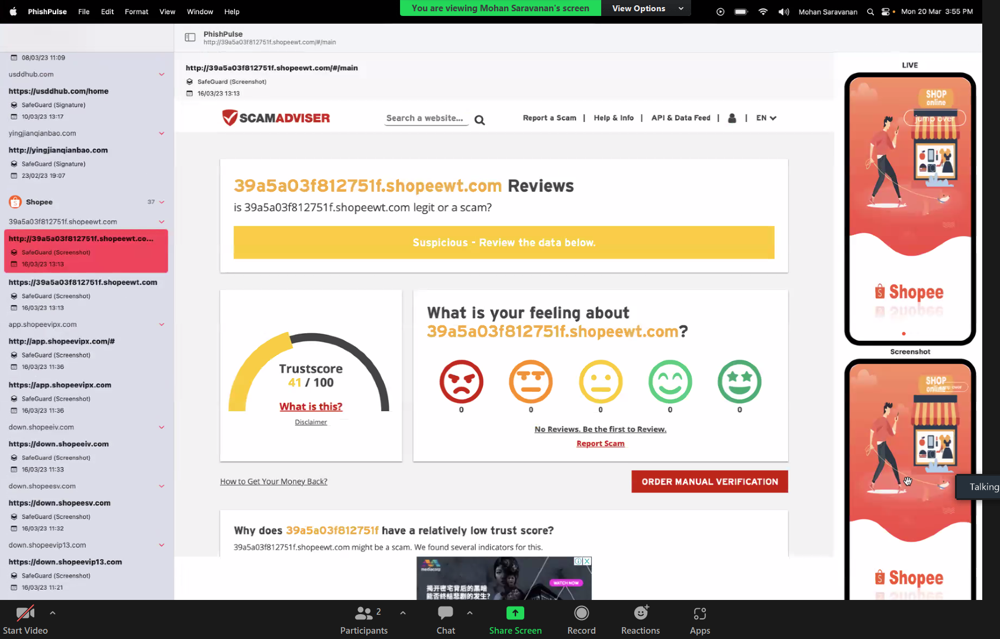 PhishPulse File Edit Format View Window Help
You are viewing Mohan Saravanan's screen View Options
Mohan Saravanan Mon 20 Mar 3:55 PM
08/03/23 11:09
usddhub.com
https://usddhub.com/home
SafeGuard (Signature)
10/03/23 13:17
yingjianqianbao.com
http://yingjianqianbao.com
SafeGuard (Signature)
23/02/23 19:07
Shopee 37
39a5a03f812751f.shopeewt.com
http://39a5a03f812751f.shopeewt.co...
SafeGuard (Screenshot)
16/03/23 13:13
https://39a5a03f812751f.shopeewt.com
SafeGuard (Screenshot)
16/03/23 13:13
app.shopeevipx.com
http://app.shopeevipx.com/#
SafeGuard (Screenshot)
16/03/23 11:36
https://app.shopeevipx.com
SafeGuard (Screenshot)
16/03/23 11:36
down.shopeeiv.com
https://down.shopeeiv.com
SafeGuard (Screenshot)
16/03/23 11:33
down.shopeesv.com
https://down.shopeesv.com
SafeGuard (Screenshot)
16/03/23 11:32
down.shopeevip13.com
https://down.shopeevip13.com
SafeGuard (Screenshot)
16/03/23 11:21
PhishPulse
http://39a5a03f812751f.shopeewt.com/#/main
http://39a5a03f812751f.shopeewt.com/#/main
SafeGuard (Screenshot)
16/03/23 13:13
SCAMADVISER
Search a website...
Report a Scam | Help & Info | API & Data Feed | | EN
39a5a03f812751f.shopeewt.com Reviews
is 39a5a03f812751f.shopeewt.com legit or a scam?
Suspicious - Review the data below.
Trustscore
41 / 100
What is this?
Disclaimer
What is your feeling about
39a5a03f812751f.shopeewt.com?
0 0 0 0 0
No Reviews. Be the first to Review.
Report Scam
How to Get Your Money Back?
ORDER MANUAL VERIFICATION
Why does 39a5a03f812751f have a relatively low trust score?
39a5a03f812751f.shopeewt.com might be a scam. We found several indicators for this.
mediacorp
揭开密宅背后的黑暗
能否终结悲剧的发生?
WATCH NOW
LIVE
SHOP
online
jump over
Shopee
Screenshot
SHOP
online
Shopee
Talking
Start Video
Participants 2
Chat
Share Screen
Record
Reactions
Apps